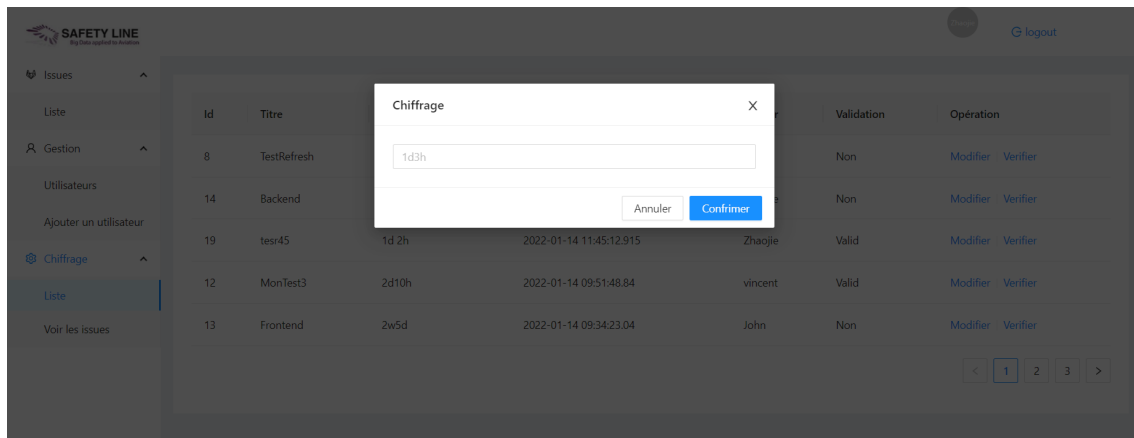 SAFETY LINE
Big Data applied to Aviation
logout
Issues
Liste
Gestion
Utilisateurs
Ajouter un utilisateur
Chiffrage
Liste
Voir les issues
Chiffrage
1d3h
Annuler Confrimer
Id Titre r Validation Opération
8 TestRefresh Non Modifier Verifier
14 Backend e Non Modifier Verifier
19 tesr45 1d 2h 2022-01-14 11:45:12.915 Zhaojie Valid Modifier Verifier
12 MonTest3 2d10h 2022-01-14 09:51:48.84 vincent Valid Modifier Verifier
13 Frontend 2w5d 2022-01-14 09:34:23.04 John Non Modifier Verifier
< 1 2 3 >